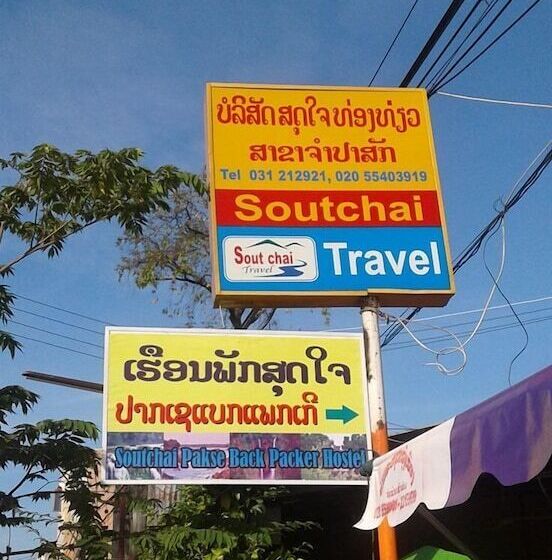 ບໍລິສັດ ສຸດໃຈທ່ອງທ່ຽວ
ສາຂາຈຳປາສັກ
Tel 031 212921, 020 55403919
Soutchai
Sout chai
Travel
Travel
ເຮືອນພັກສຸດໃຈ
ປາກເຊແບກແພກເກີ
Soutchai Pakse Back Packer Hostel